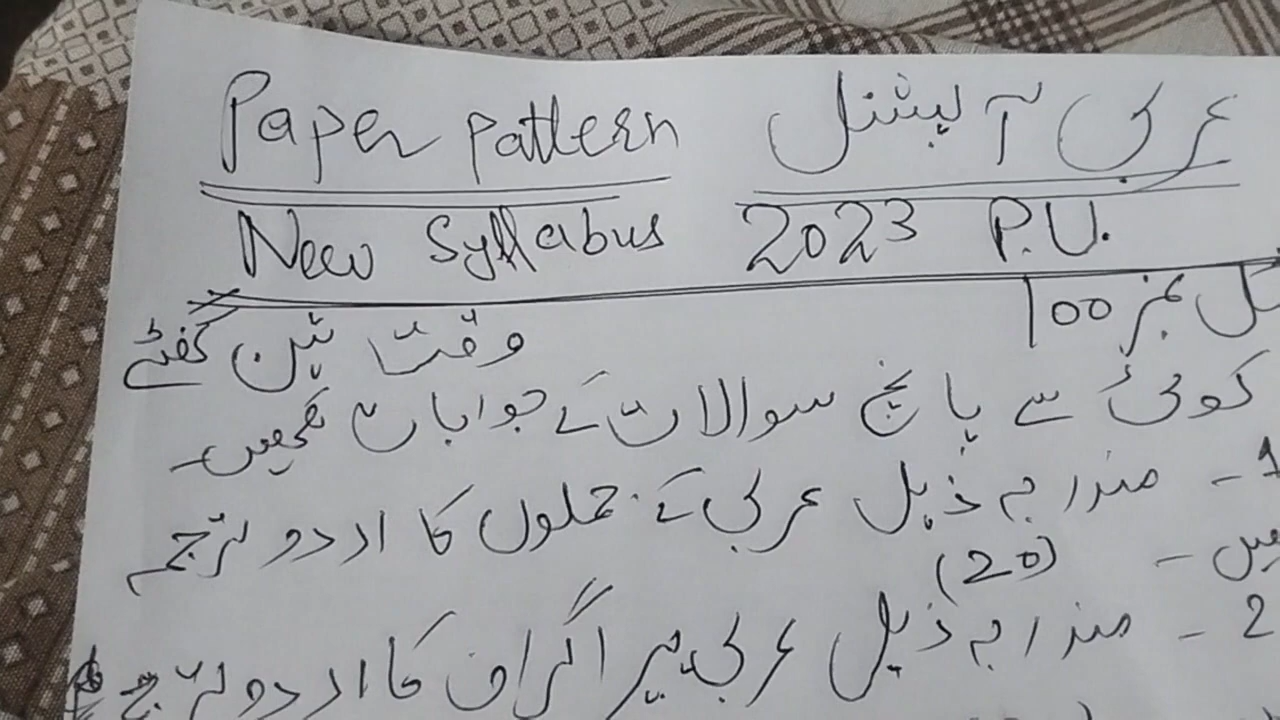 Paper pattern عربی آپشنل
New Syllabus 2023 P.U.
کل نمبر 100 وقت تین گھنٹے
کوئی سے پانچ سوالات کے جوابات لکھیں۔
1- مندرجہ ذیل عربی کے جملوں کا اردو ترجمہ
(20)
2- مندرجہ ذیل عربی پیراگراف کا اردو ترجمہ